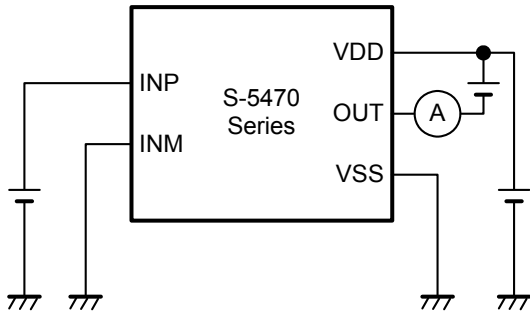 VDD
INP
S-5470
Series
OUT
A
INM
VSS